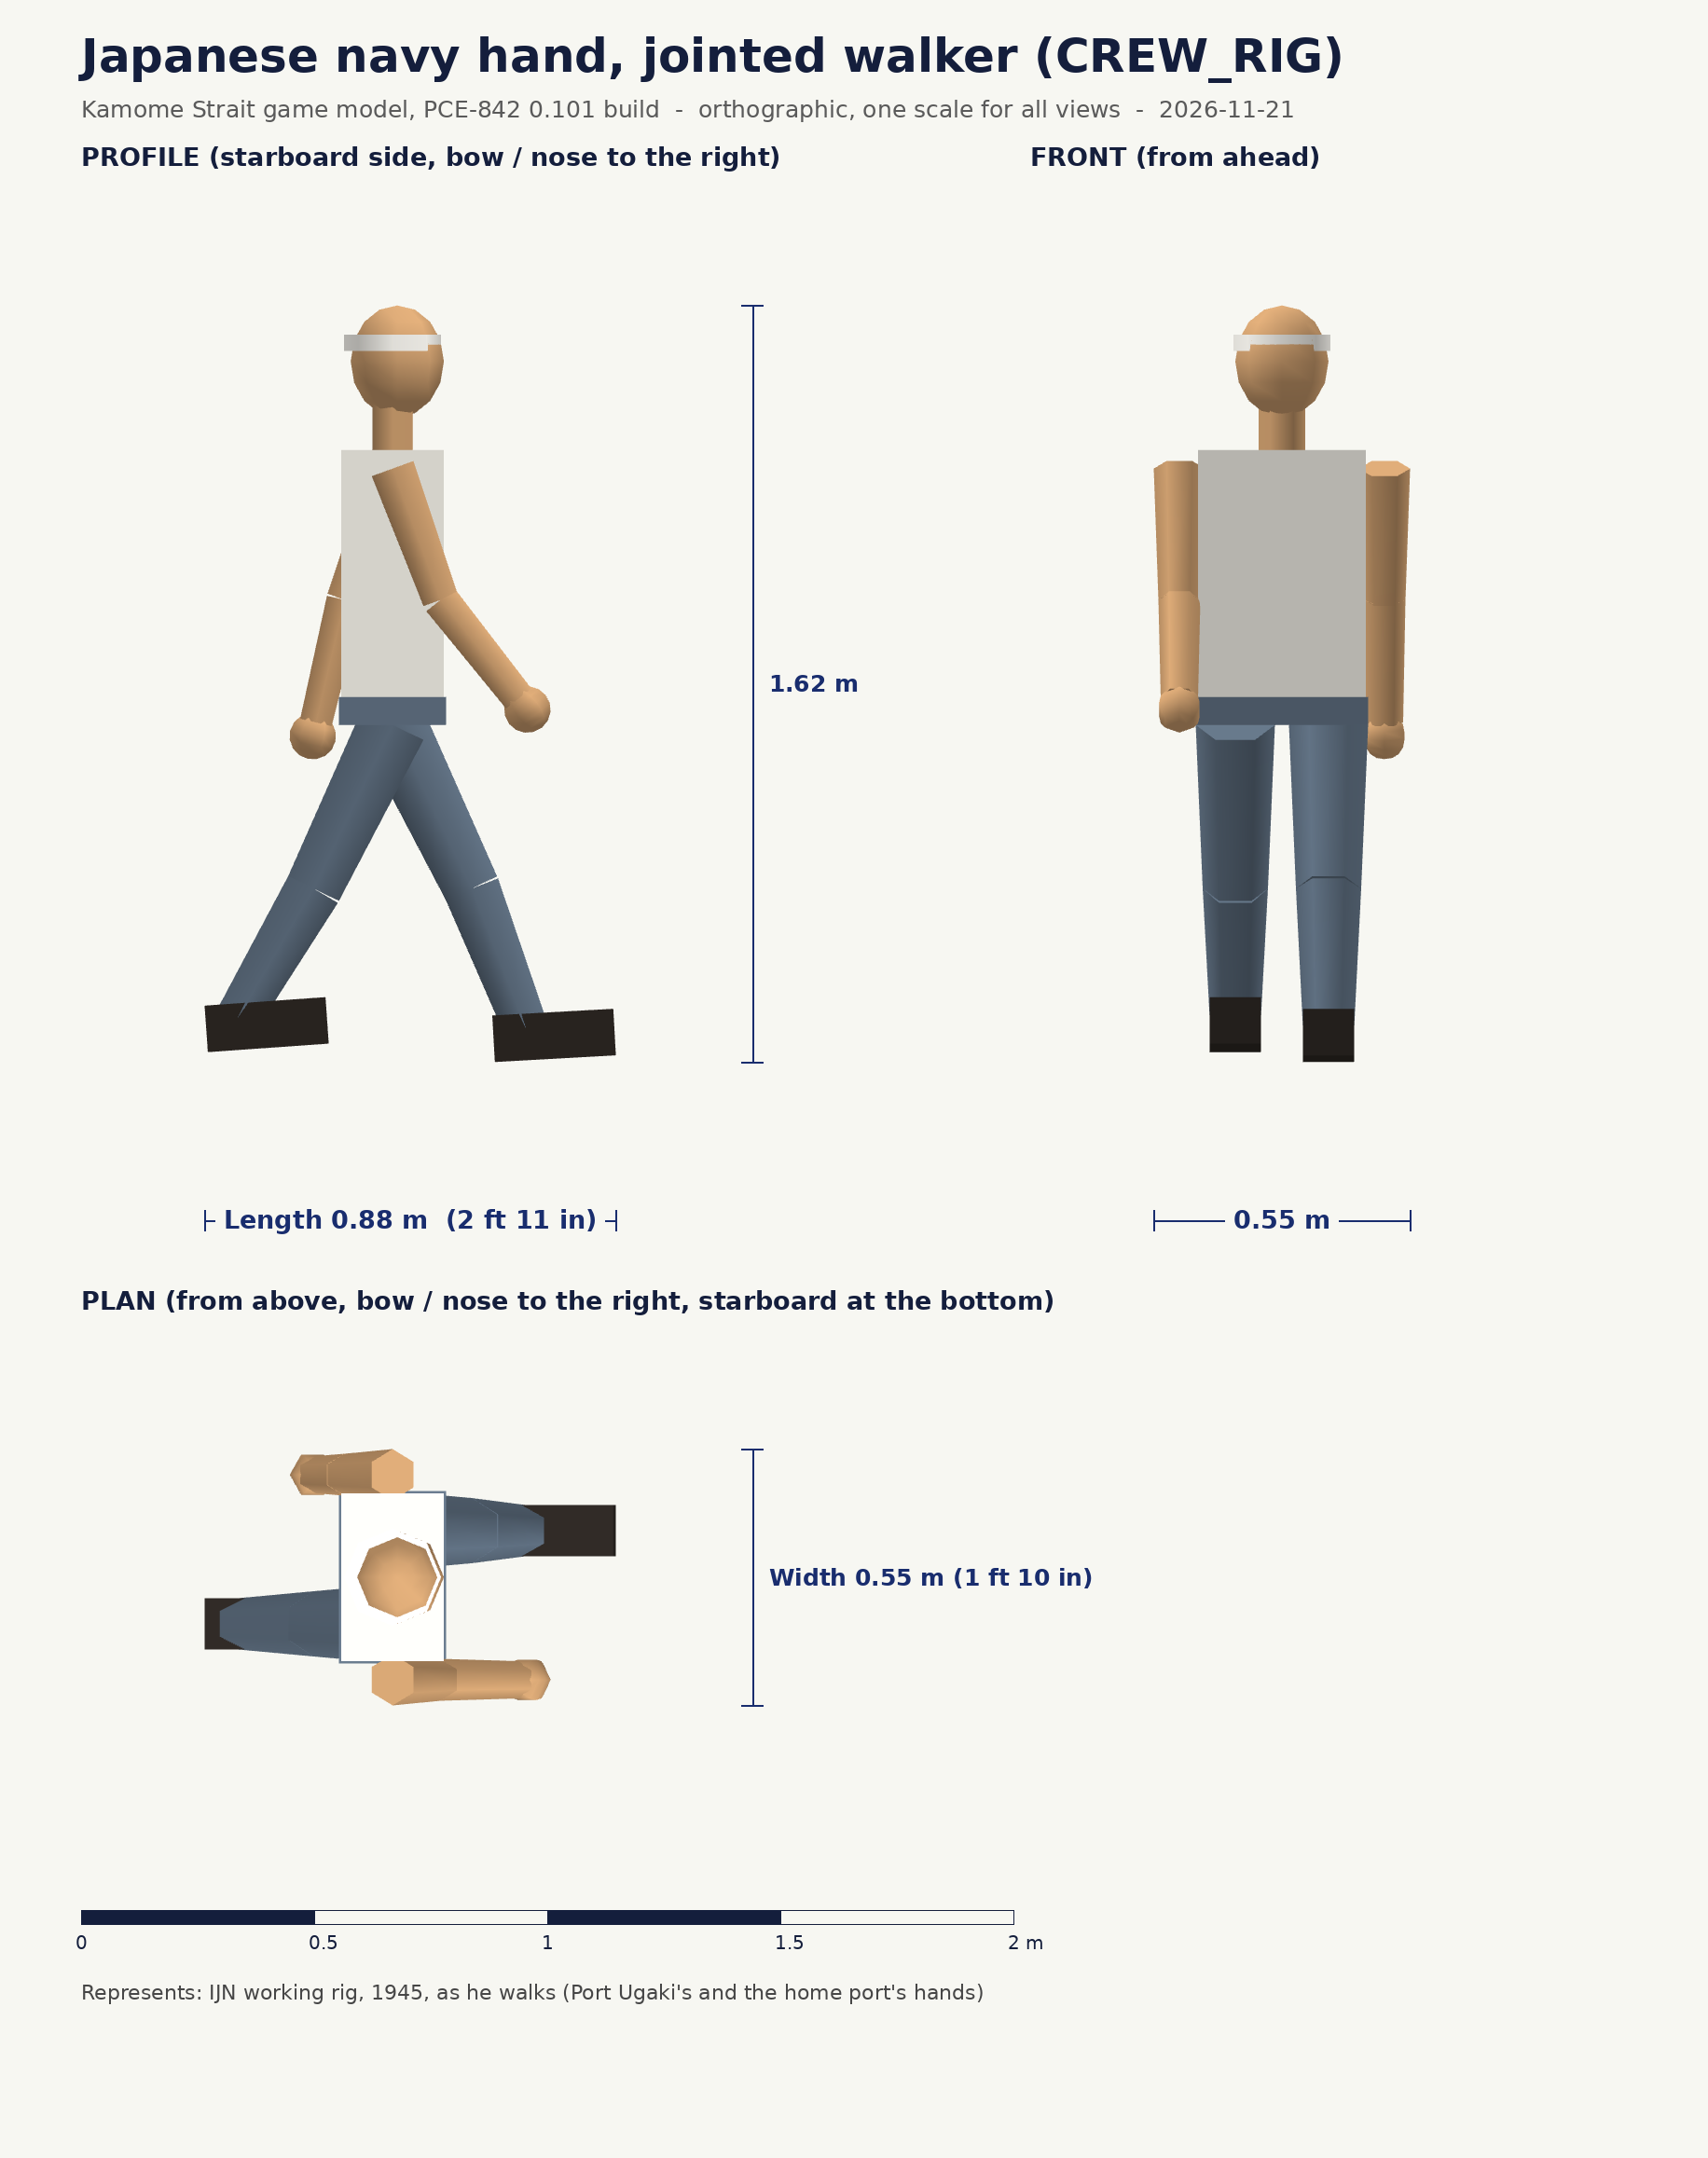 Japanese navy hand, jointed walker (CREW_RIG)
Kamome Strait game model, PCE-842 0.101 build  -  orthographic, one scale for all views  -  2026-11-21
PROFILE (starboard side, bow / nose to the right)
FRONT (from ahead)
1.62 m
Length 0.88 m  (2 ft 11 in)
0.55 m
PLAN (from above, bow / nose to the right, starboard at the bottom)
Width 0.55 m (1 ft 10 in)
0 0.5 1 1.5 2 m
Represents: IJN working rig, 1945, as he walks (Port Ugaki's and the home port's hands)